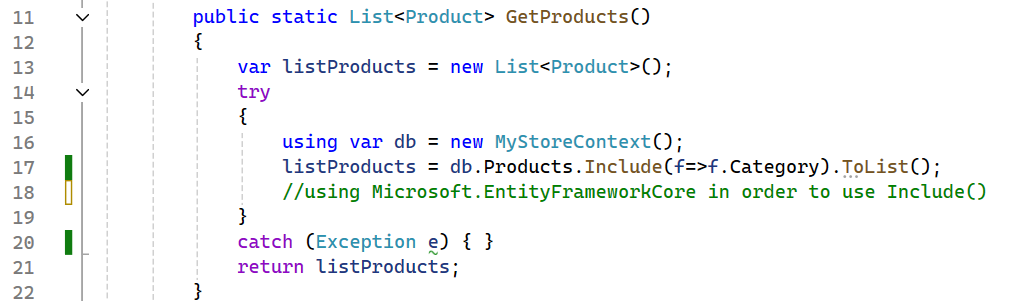 11 public static List<Product> GetProducts()
12 {
13 var listProducts = new List<Product>();
14 try
15 {
16 using var db = new MyStoreContext();
17 listProducts = db.Products.Include(f=>f.Category).ToList();
18 //using Microsoft.EntityFrameworkCore in order to use Include()
19 }
20 catch (Exception e) { }
21 return listProducts;
22 }